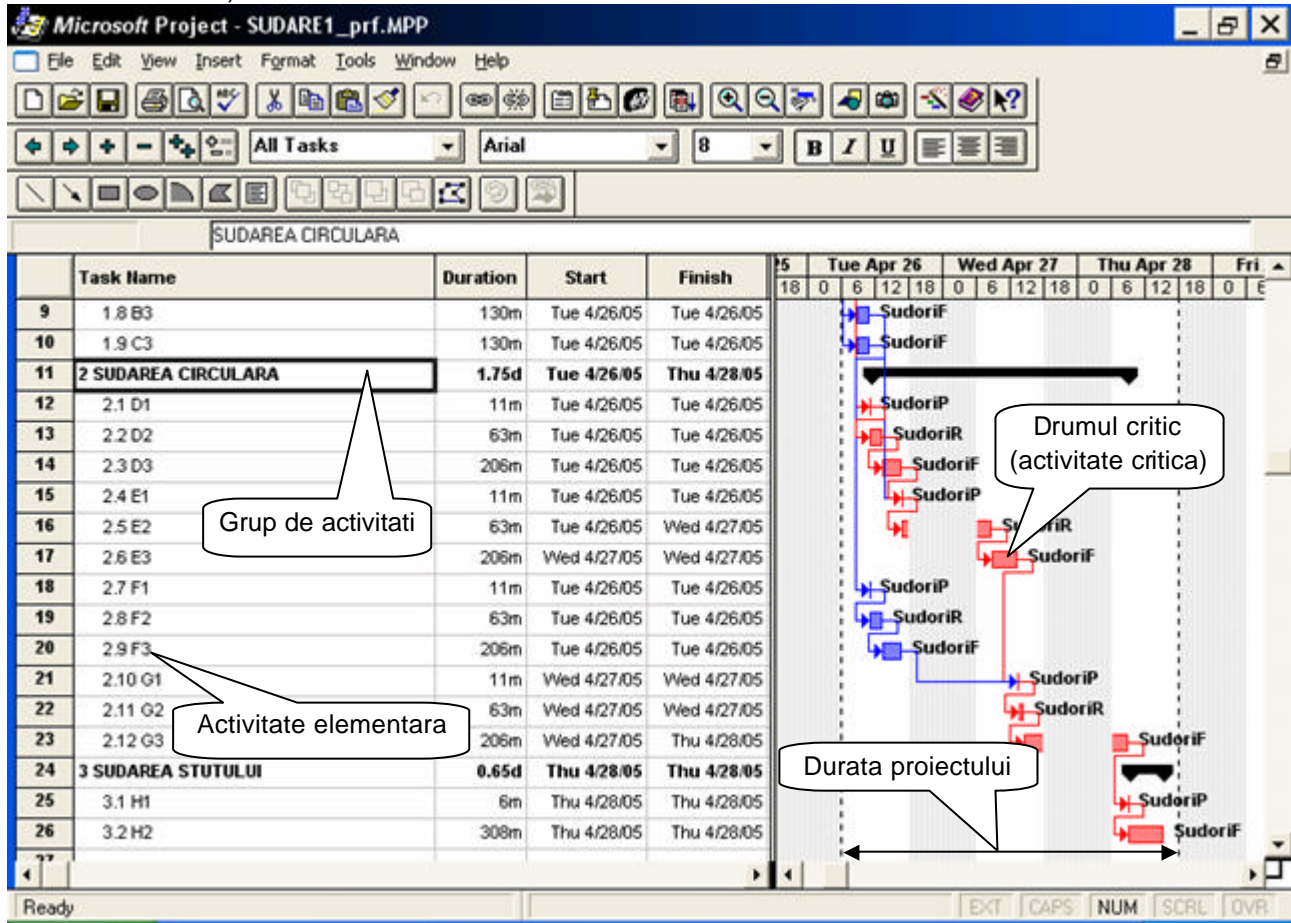 Microsoft Project - SUDARE1_prf.MPP
File Edit View Insert Format Tools Window Help
All Tasks Arial 8 B I U
SUDAREA CIRCULARA
Task Name Duration Start Finish
25 Tue Apr 26 Wed Apr 27 Thu Apr 28 Fri
18 0 6 12 18 0 6 12 18 0 6 12 18 0 6
9 1.8 B3 130m Tue 4/26/05 Tue 4/26/05 SudoriF
10 1.9 C3 130m Tue 4/26/05 Tue 4/26/05 SudoriF
11 2 SUDAREA CIRCULARA 1.75d Tue 4/26/05 Thu 4/28/05
12 2.1 D1 11m Tue 4/26/05 Tue 4/26/05 SudoriP
13 2.2 D2 63m Tue 4/26/05 Tue 4/26/05 SudoriR
14 2.3 D3 206m Tue 4/26/05 Tue 4/26/05 SudoriF
15 2.4 E1 11m Tue 4/26/05 Tue 4/26/05 SudoriP
16 2.5 E2 63m Tue 4/26/05 Wed 4/27/05 SudoriR
17 2.6 E3 206m Wed 4/27/05 Wed 4/27/05 SudoriF
18 2.7 F1 11m Tue 4/26/05 Tue 4/26/05 SudoriP
19 2.8 F2 63m Tue 4/26/05 Tue 4/26/05 SudoriR
20 2.9 F3 206m Tue 4/26/05 Tue 4/26/05 SudoriF
21 2.10 G1 11m Wed 4/27/05 Wed 4/27/05 SudoriP
22 2.11 G2 63m Wed 4/27/05 Wed 4/27/05 SudoriR
23 2.12 G3 206m Wed 4/27/05 Thu 4/28/05 SudoriF
24 3 SUDAREA STUTULUI 0.65d Thu 4/28/05 Thu 4/28/05
25 3.1 H1 6m Thu 4/28/05 Thu 4/28/05 SudoriP
26 3.2 H2 308m Thu 4/28/05 Thu 4/28/05 SudoriF
27
Drumul critic
(activitate critica)
Grup de activitati
Activitate elementara
Durata proiectului
Ready EXT CAPS NUM SCRL OVR